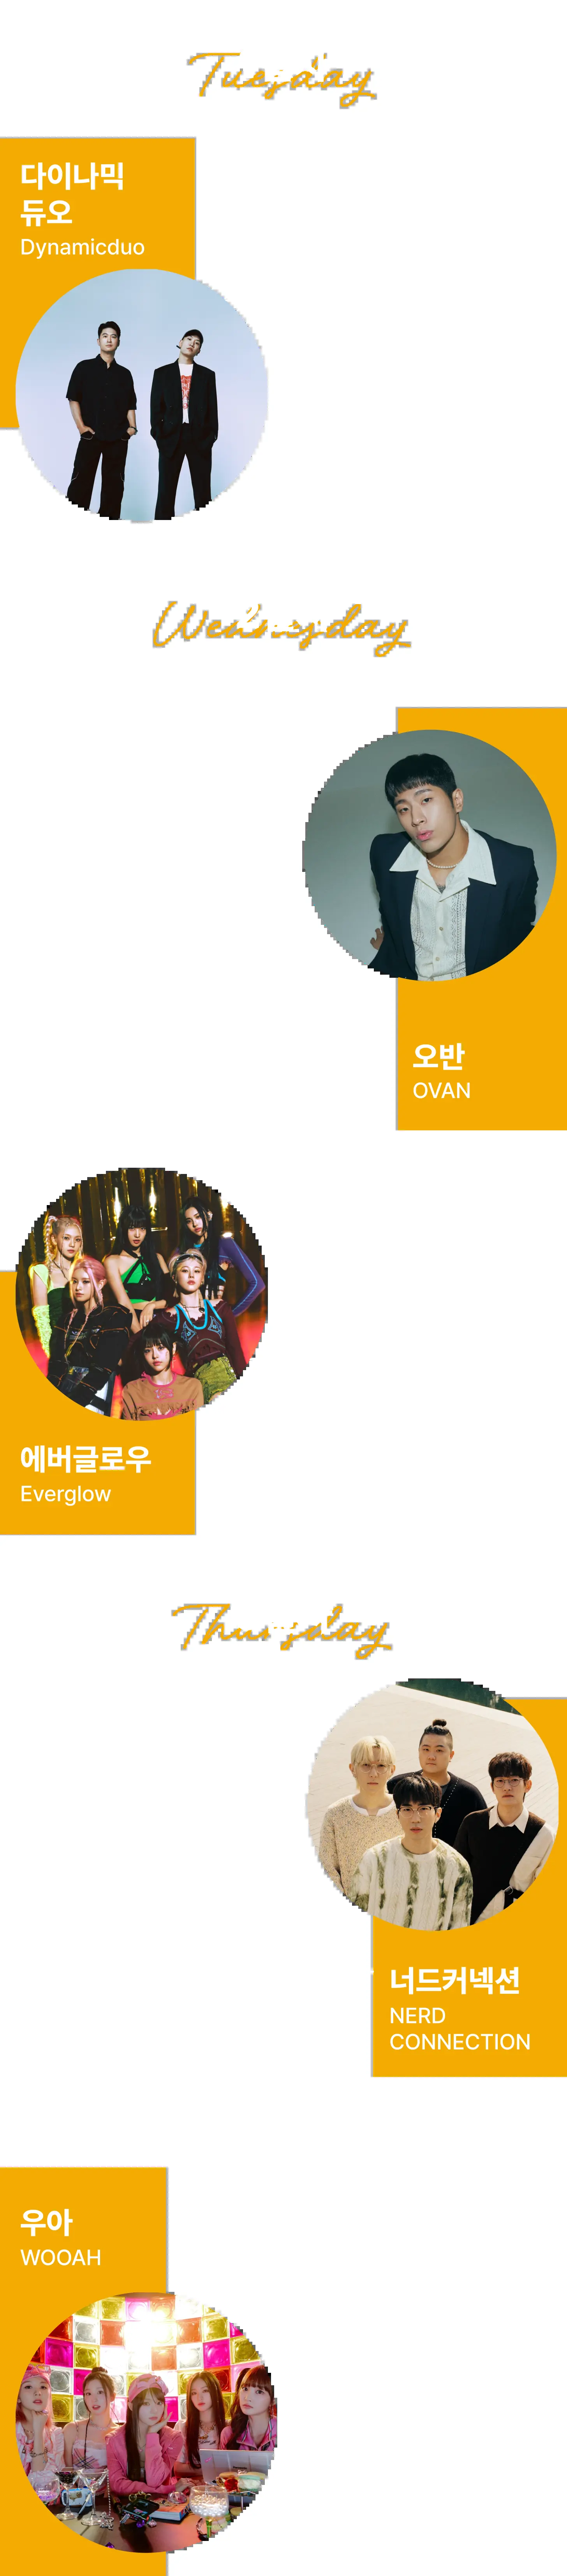 Tuesday
다이나믹
듀오
Dynamicduo
Wednesday
오반
OVAN
에버글로우
Everglow
Thursday
너드커넥션
NERD
CONNECTION
우아
WOOAH